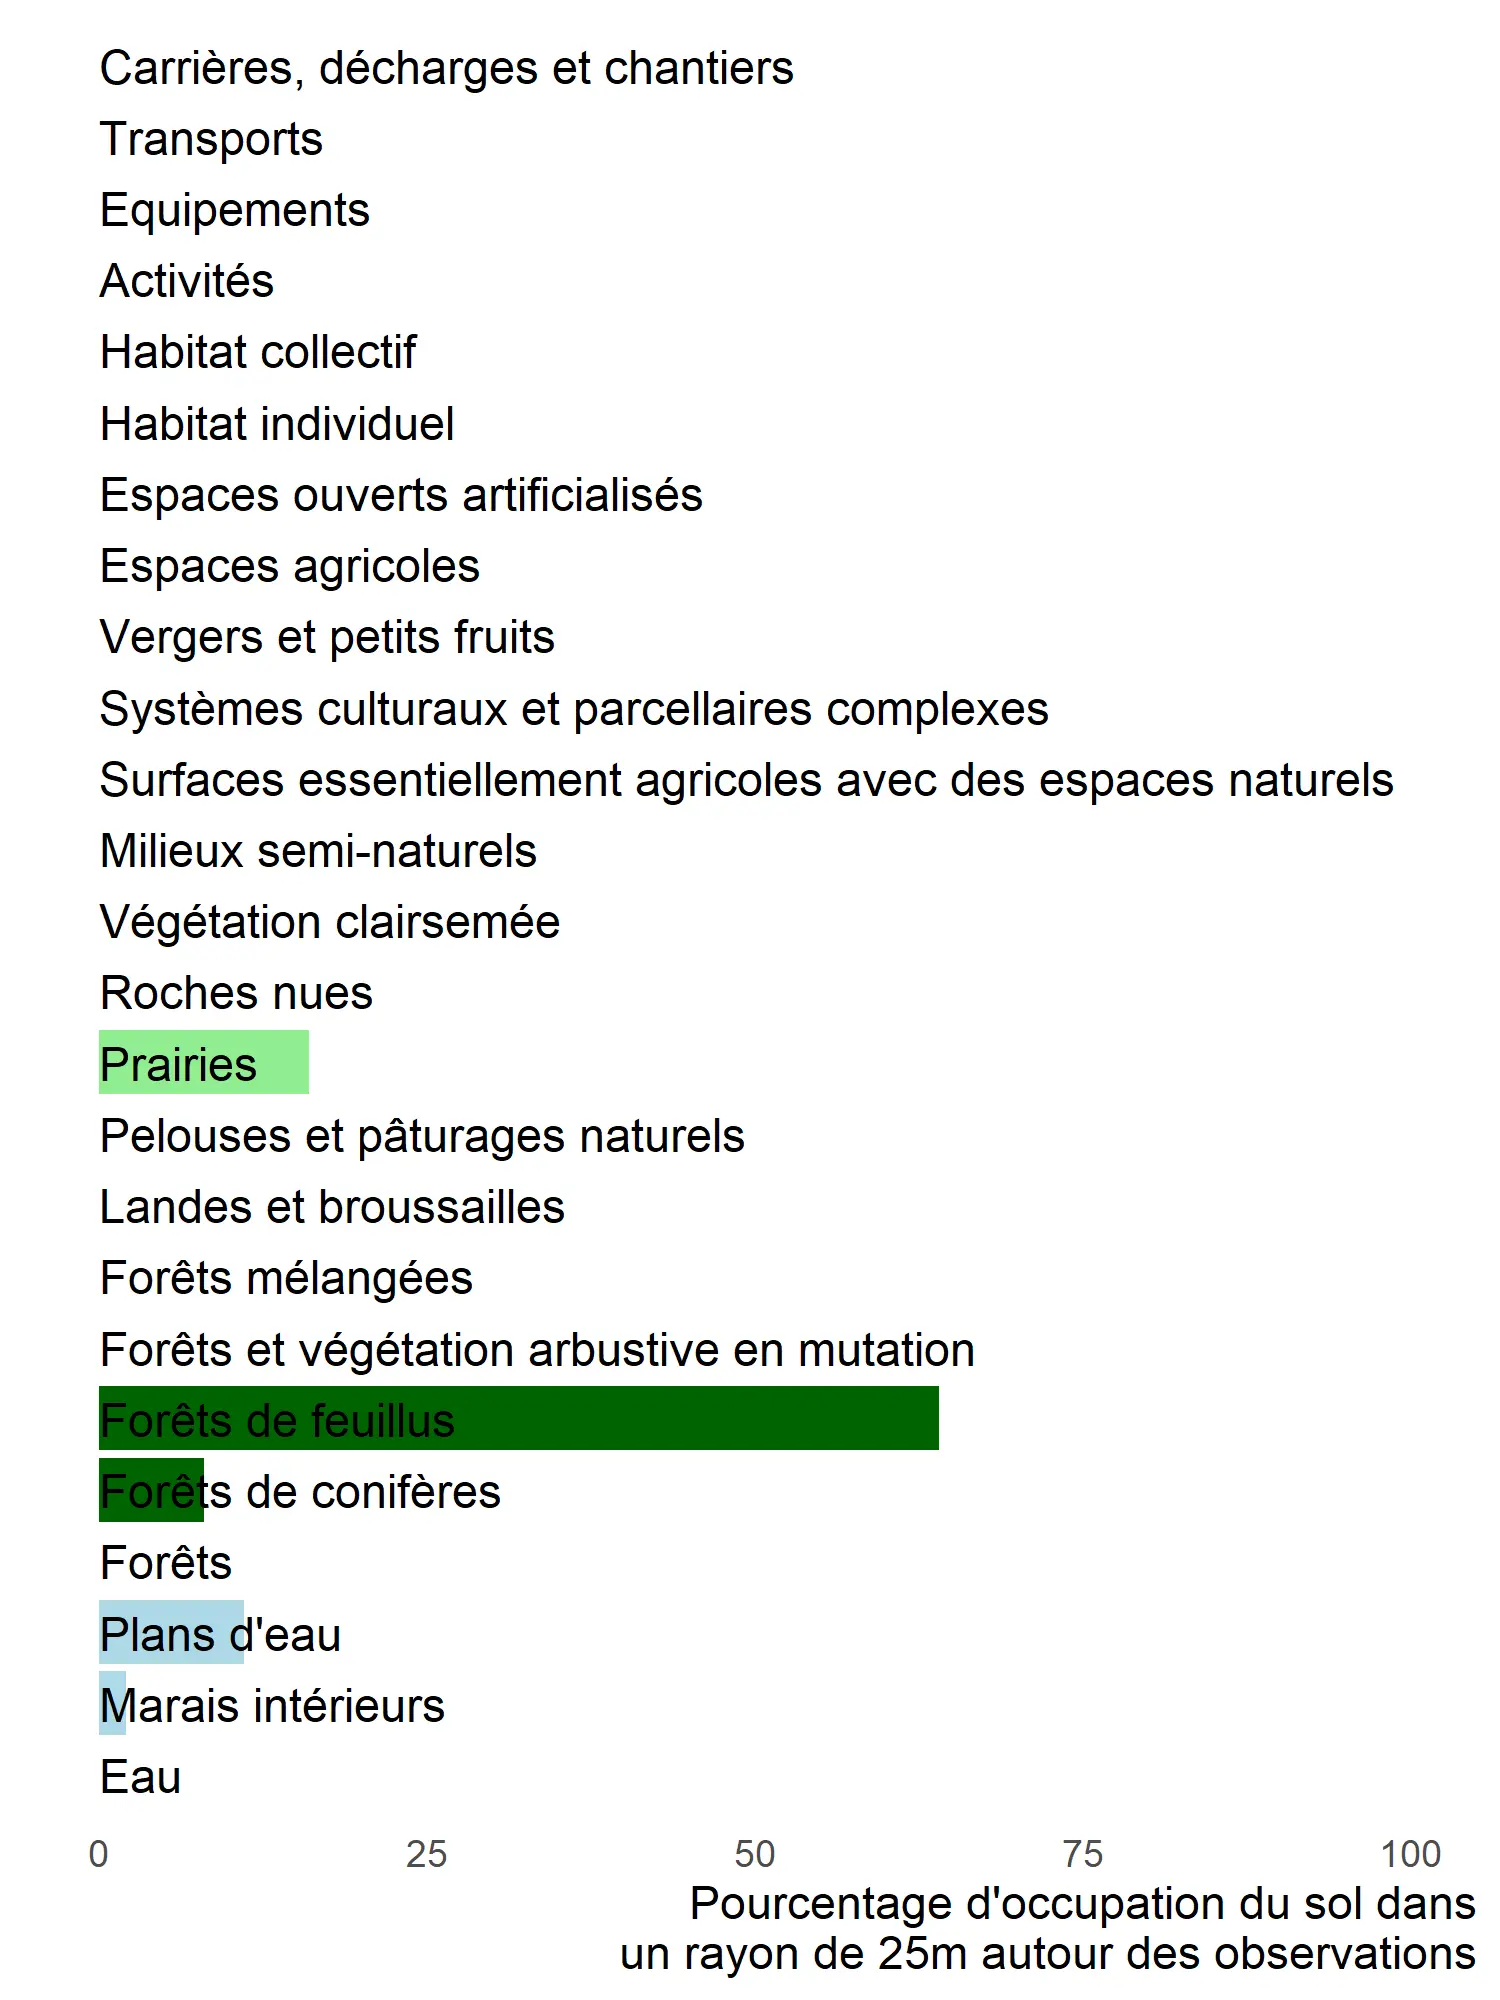 Carrières, décharges et chantiers
Transports
Equipements
Activités
Habitat collectif
Habitat individuel
Espaces ouverts artificialisés
Espaces agricoles
Vergers et petits fruits
Systèmes culturaux et parcellaires complexes
Surfaces essentiellement agricoles avec des espaces naturels
Milieux semi-naturels
Végétation clairsemée
Roches nues
Prairies
Pelouses et pâturages naturels
Landes et broussailles
Forêts mélangées
Forêts et végétation arbustive en mutation
Forêts de feuillus
Forêts de conifères
Forêts
Plans d'eau
Marais intérieurs
Eau
0 25 50 75 100
Pourcentage d'occupation du sol dans
un rayon de 25m autour des observations